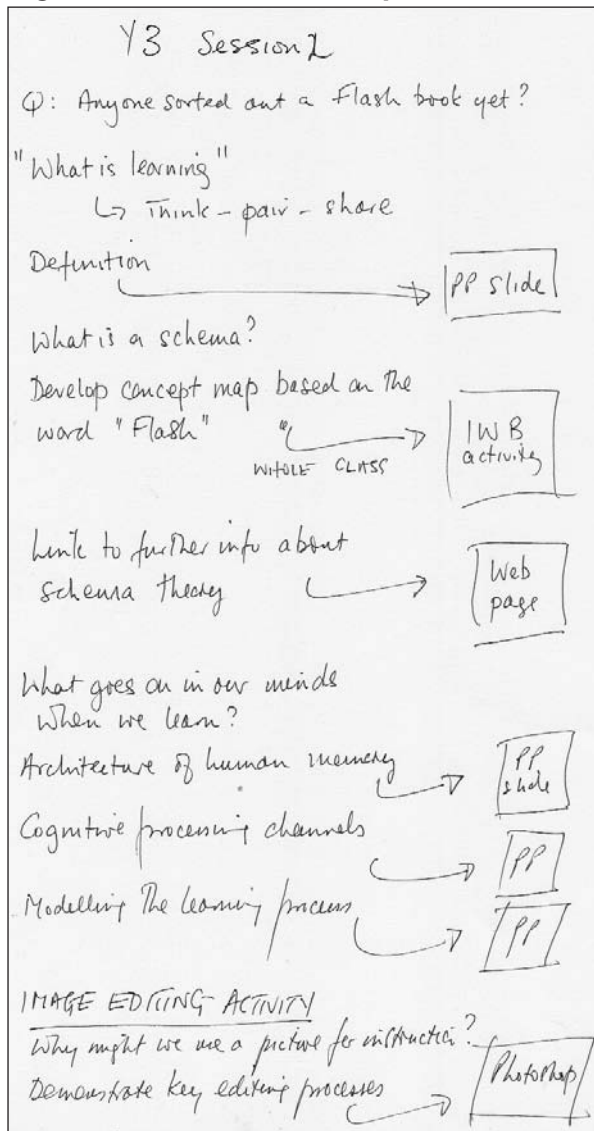 Y3 Session 2
Q: Anyone sorted out a Flash book yet?
"What is learning"
↳ Think - pair - share
Definition → PP slide
What is a schema?
Develop concept map based on the
word "Flash" → IWB activity
WHOLE CLASS
Link to further info about
schema theory → Web page
What goes on in our minds
when we learn?
Architecture of human memory → PP slide
Cognitive processing channels → PP
Modelling the learning process → PP
IMAGE EDITING ACTIVITY
Why might we use a picture for instruction?
Demonstrate key editing processes → Photoshop